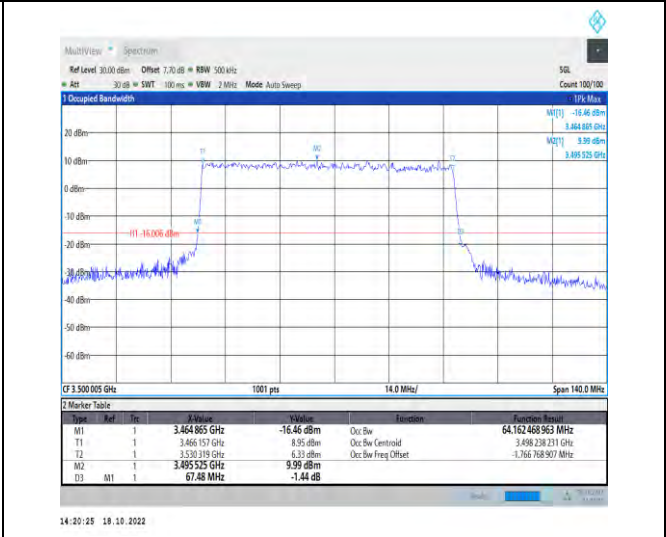 MultiView Spectrum
Ref Level 30.00 dBm Offset 7.70 dB RBW 500 kHz SGL
Att 30 dB SWT 100 ms VBW 2 MHz Mode Auto Sweep Count 100/100
1 Occupied Bandwidth 1Pk Max
M1[1] -16.46 dBm
3.464 865 GHz
20 dBm
M2[1] 9.99 dBm
3.495 525 GHz
T1 M2 T2
10 dBm
0 dBm
-10 dBm
M1
H1 -16.006 dBm
D3
-20 dBm
-30 dBm
-40 dBm
-50 dBm
-60 dBm
CF 3.500 005 GHz 1001 pts 14.0 MHz/ Span 140.0 MHz
2 Marker Table
Type Ref Trc X-Value Y-Value Function Function Result
M1 1 3.464 865 GHz -16.46 dBm Occ Bw 64.162 468 963 MHz
T1 1 3.466 157 GHz 8.95 dBm Occ Bw Centroid 3.498 238 231 GHz
T2 1 3.530 319 GHz 6.33 dBm Occ Bw Freq Offset -1.766 768 907 MHz
M2 1 3.495 525 GHz 9.99 dBm
D3 M1 1 67.48 MHz -1.44 dB
14:20:25 18.10.2022